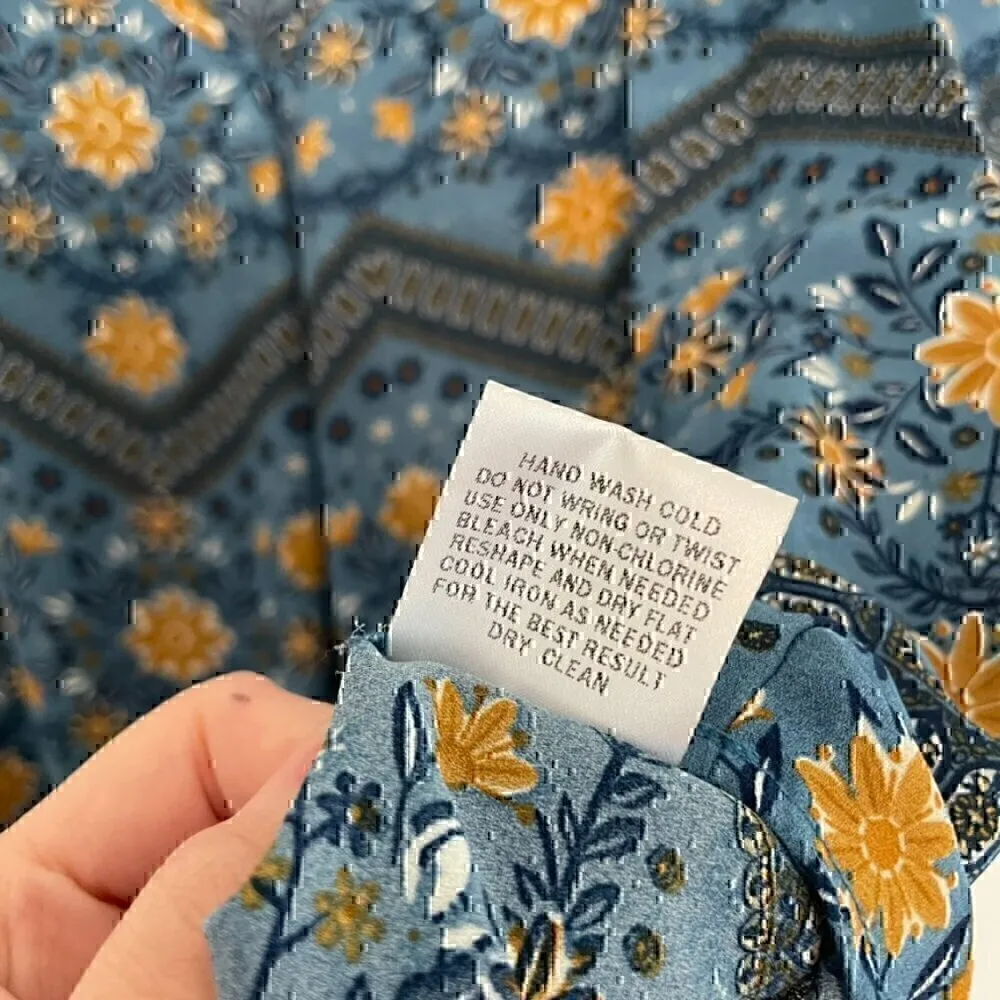 HAND WASH COLD
DO NOT WRING OR TWIST
USE ONLY NON-CHLORINE
BLEACH WHEN NEEDED
RESHAPE AND DRY FLAT
COOL IRON AS NEEDED
FOR THE BEST RESULT
DRY CLEAN